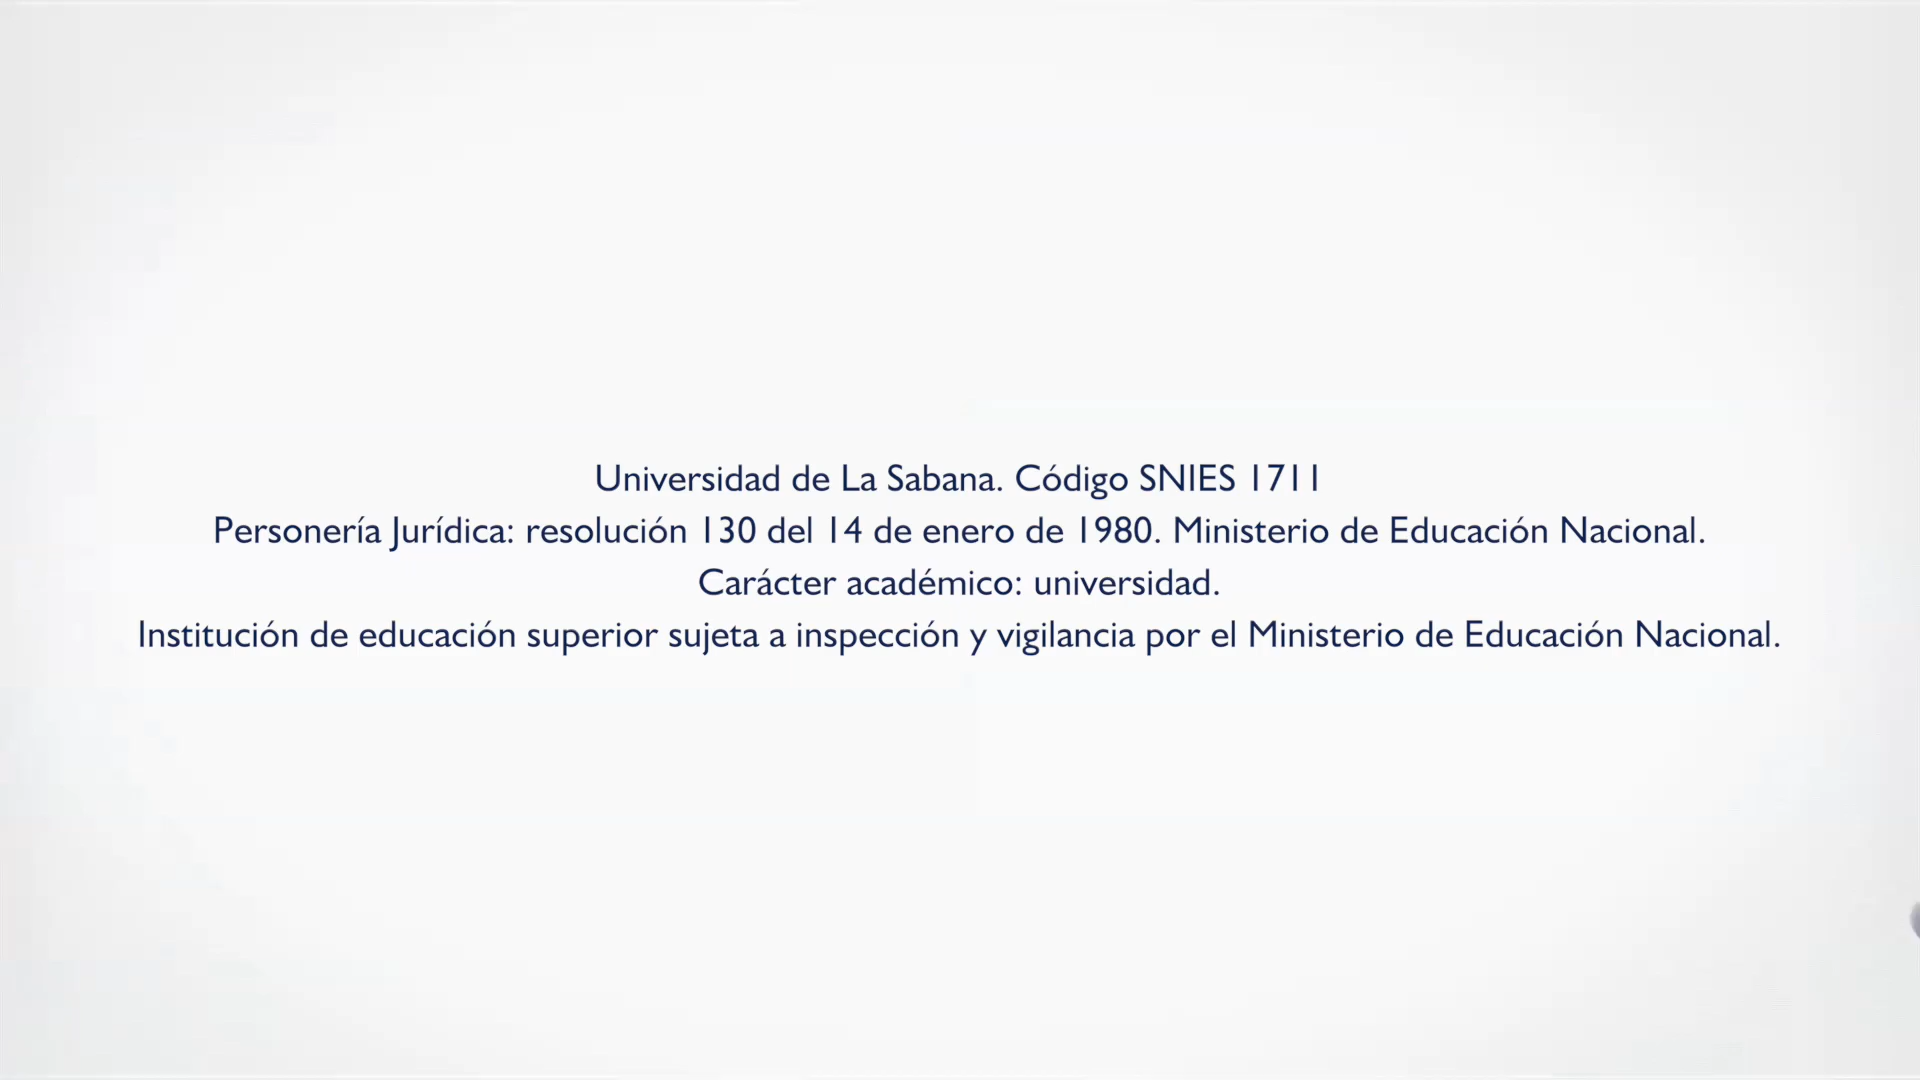 Universidad de La Sabana. Código SNIES 1711
Personería Jurídica: resolución 130 del 14 de enero de 1980. Ministerio de Educación Nacional.
Carácter académico: universidad.
Institución de educación superior sujeta a inspección y vigilancia por el Ministerio de Educación Nacional.